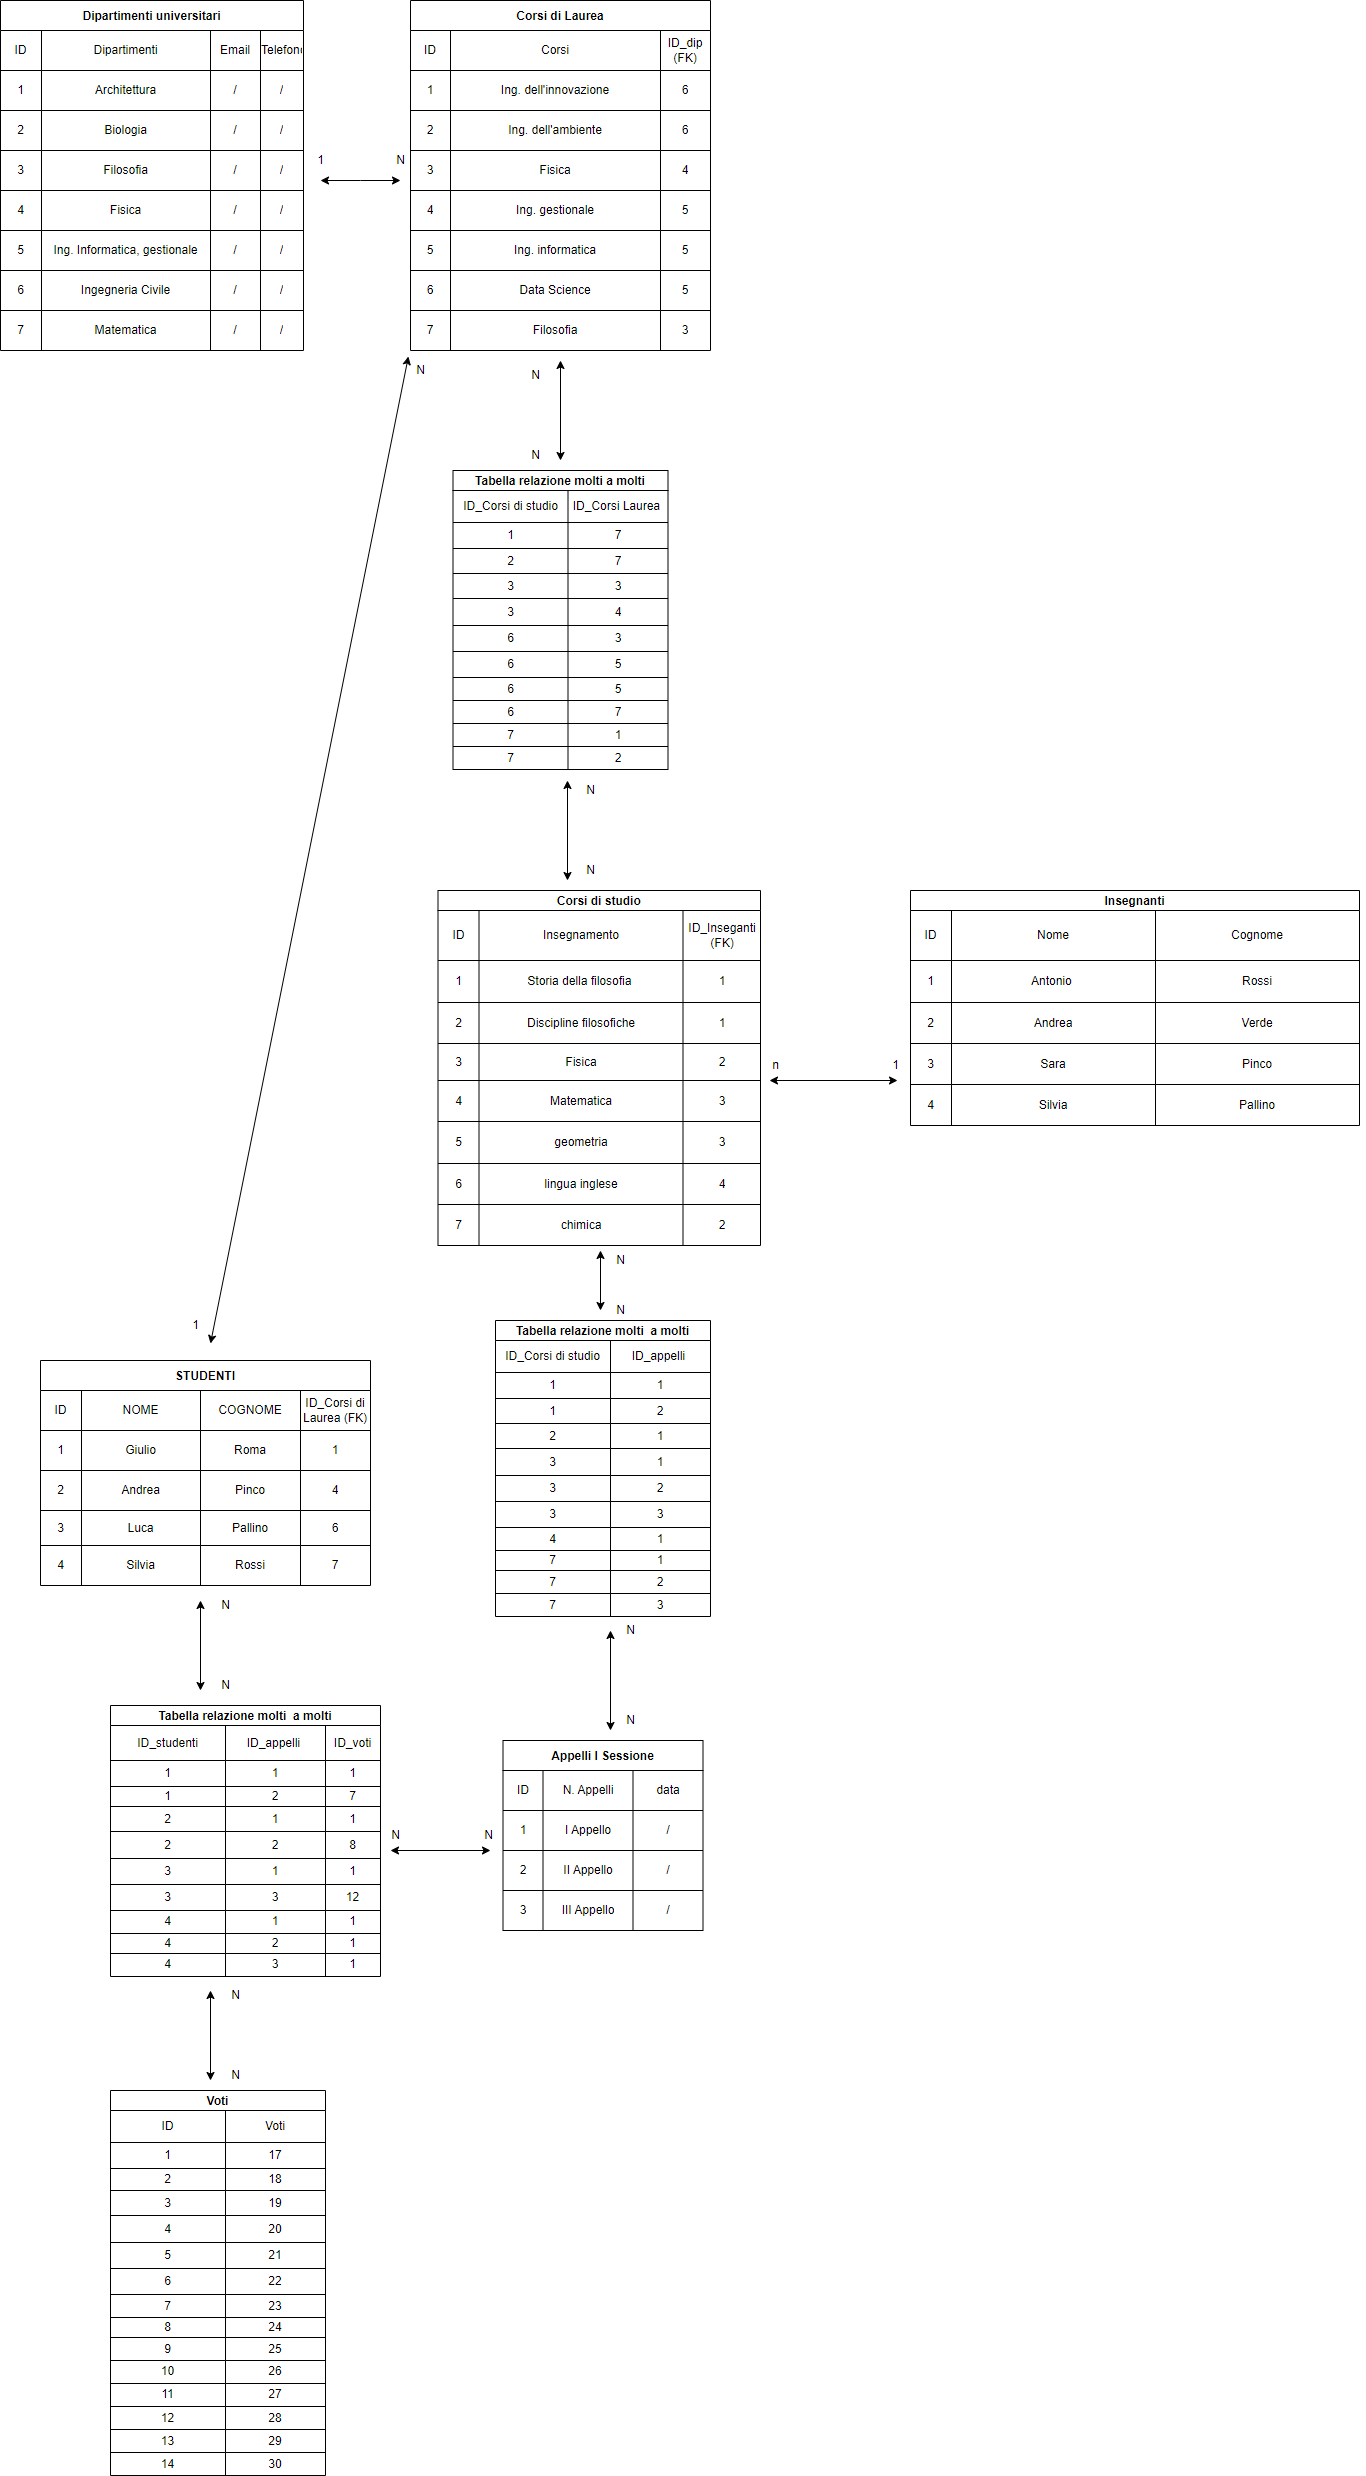 Dipartimenti universitari
ID Dipartimenti Email Telefon
1 Architettura / /
2 Biologia / /
3 Filosofia / /
4 Fisica / /
5 Ing. Informatica, gestionale / /
6 Ingegneria Civile / /
7 Matematica / /
1 N
Corsi di Laurea
ID Corsi ID_dip (FK)
1 Ing. dell'innovazione 6
2 Ing. dell'ambiente 6
3 Fisica 4
4 Ing. gestionale 5
5 Ing. informatica 5
6 Data Science 5
7 Filosofia 3
N
N
N
Tabella relazione molti a molti
ID_Corsi di studio ID_Corsi Laurea
1 7
2 7
3 3
3 4
6 3
6 5
6 5
6 7
7 1
7 2
N
N
Corsi di studio
ID Insegnamento ID_Inseganti (FK)
1 Storia della filosofia 1
2 Discipline filosofiche 1
3 Fisica 2
4 Matematica 3
5 geometria 3
6 lingua inglese 4
7 chimica 2
n 1
Insegnanti
ID Nome Cognome
1 Antonio Rossi
2 Andrea Verde
3 Sara Pinco
4 Silvia Pallino
N
N
Tabella relazione molti a molti
ID_Corsi di studio ID_appelli
1 1
1 2
2 1
3 1
3 2
3 3
4 1
7 1
7 2
7 3
1
STUDENTI
ID NOME COGNOME ID_Corsi di Laurea (FK)
1 Giulio Roma 1
2 Andrea Pinco 4
3 Luca Pallino 6
4 Silvia Rossi 7
N
N
N
N
Tabella relazione molti a molti
ID_studenti ID_appelli ID_voti
1 1 1
1 2 7
2 1 1
2 2 8
3 1 1
3 3 12
4 1 1
4 2 1
4 3 1
N N
Appelli I Sessione
ID N. Appelli data
1 I Appello /
2 II Appello /
3 III Appello /
N
N
Voti
ID Voti
1 17
2 18
3 19
4 20
5 21
6 22
7 23
8 24
9 25
10 26
11 27
12 28
13 29
14 30